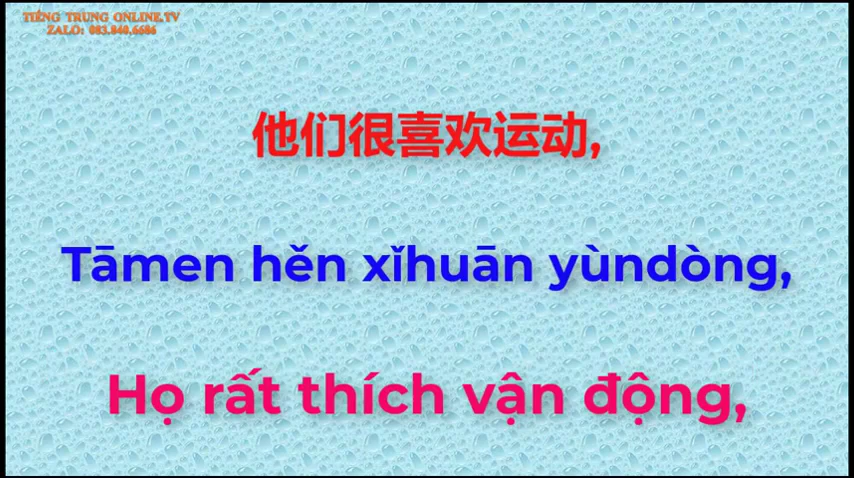 TIẾNG TRUNG ONLINE.TV
ZALO: 083.840.6686
他们很喜欢运动,
Tāmen hěn xǐhuān yùndòng,
Họ rất thích vận động,